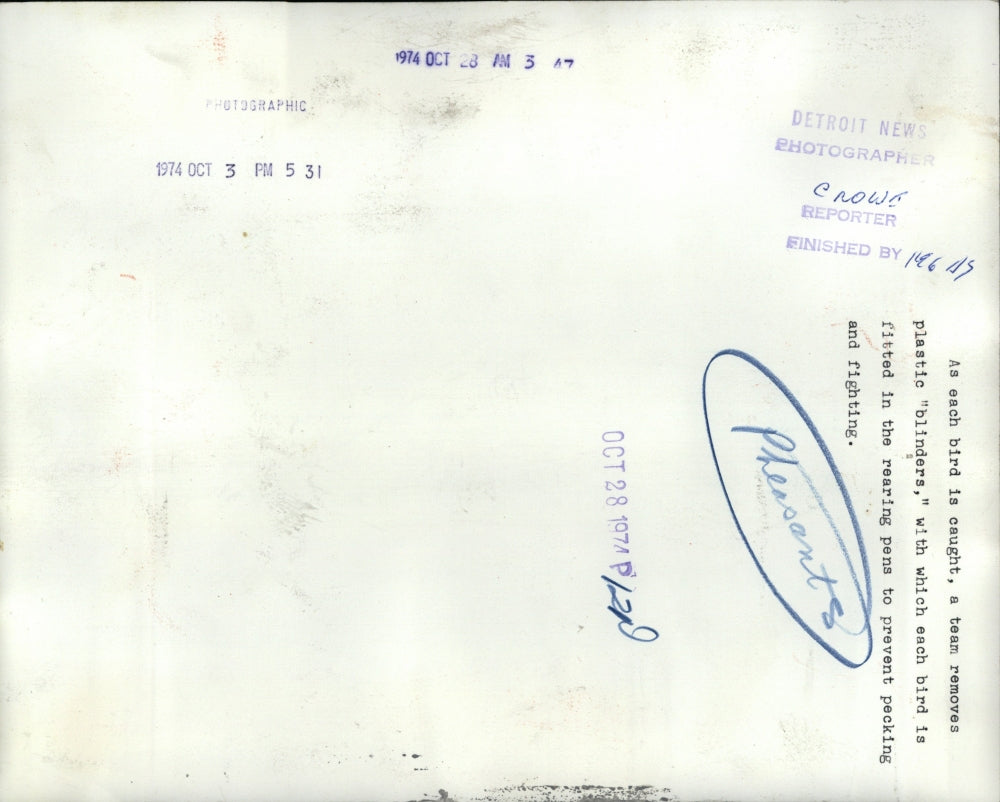 1974 OCT 28 AM 3 47
PHOTOGRAPHIC
1974 OCT 3 PM 5 31
DETROIT NEWS
PHOTOGRAPHER
CROWE
REPORTER
FINISHED BY
As each bird is caught, a team removes
plastic "blinders," with which each bird is
fitted in the rearing pens to prevent pecking
and fighting.
Pheasants
OCT 28 1974 P